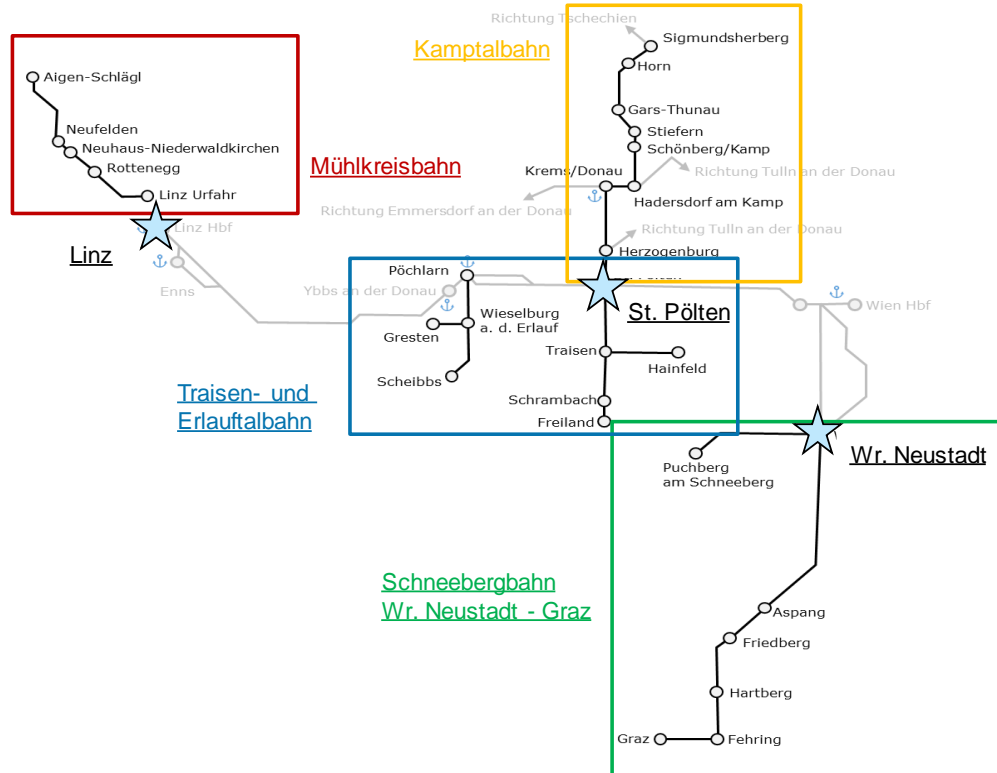 Richtung Tschechien
Sigmundsherberg
Kamptalbahn
Horn
Aigen-Schlägl
Gars-Thunau
Neufelden
Stiefern
Neuhaus-Niederwaldkirchen
Schönberg/Kamp
Mühlkreisbahn
Rottenegg
Krems/Donau
Richtung Tulln an der Donau
Linz Urfahr
Hadersdorf am Kamp
Richtung Emmersdorf an der Donau
Linz Hbf
Richtung Tulln an der Donau
Linz
Herzogenburg
Pöchlarn
Enns
Ybbs an der Donau
Wien Hbf
St. Pölten
Wieselburg
a. d. Erlauf
Gresten
Traisen
Hainfeld
Scheibbs
Traisen- und
Erlauftalbahn
Schrambach
Freiland
Wr. Neustadt
Puchberg
am Schneeberg
Schneebergbahn
Wr. Neustadt - Graz
Aspang
Friedberg
Hartberg
Graz
Fehring